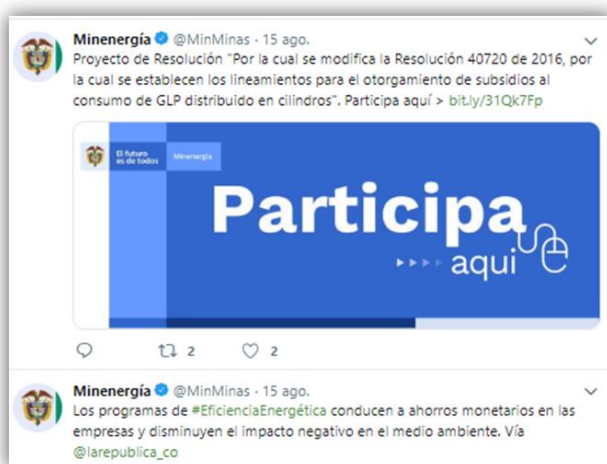 Minenergía @MinMinas · 15 ago.
Proyecto de Resolución "Por la cual se modifica la Resolución 40720 de 2016, por
la cual se establecen los lineamientos para el otorgamiento de subsidios al
consumo de GLP distribuido en cilindros". Participa aquí > bit.ly/31Qk7Fp
El futuro
es de todos
Minenergía
Participa
aqui
2
2
Minenergía @MinMinas · 15 ago.
Los programas de #EficienciaEnergética conducen a ahorros monetarios en las
empresas y disminuyen el impacto negativo en el medio ambiente. Vía
@larepublica_co